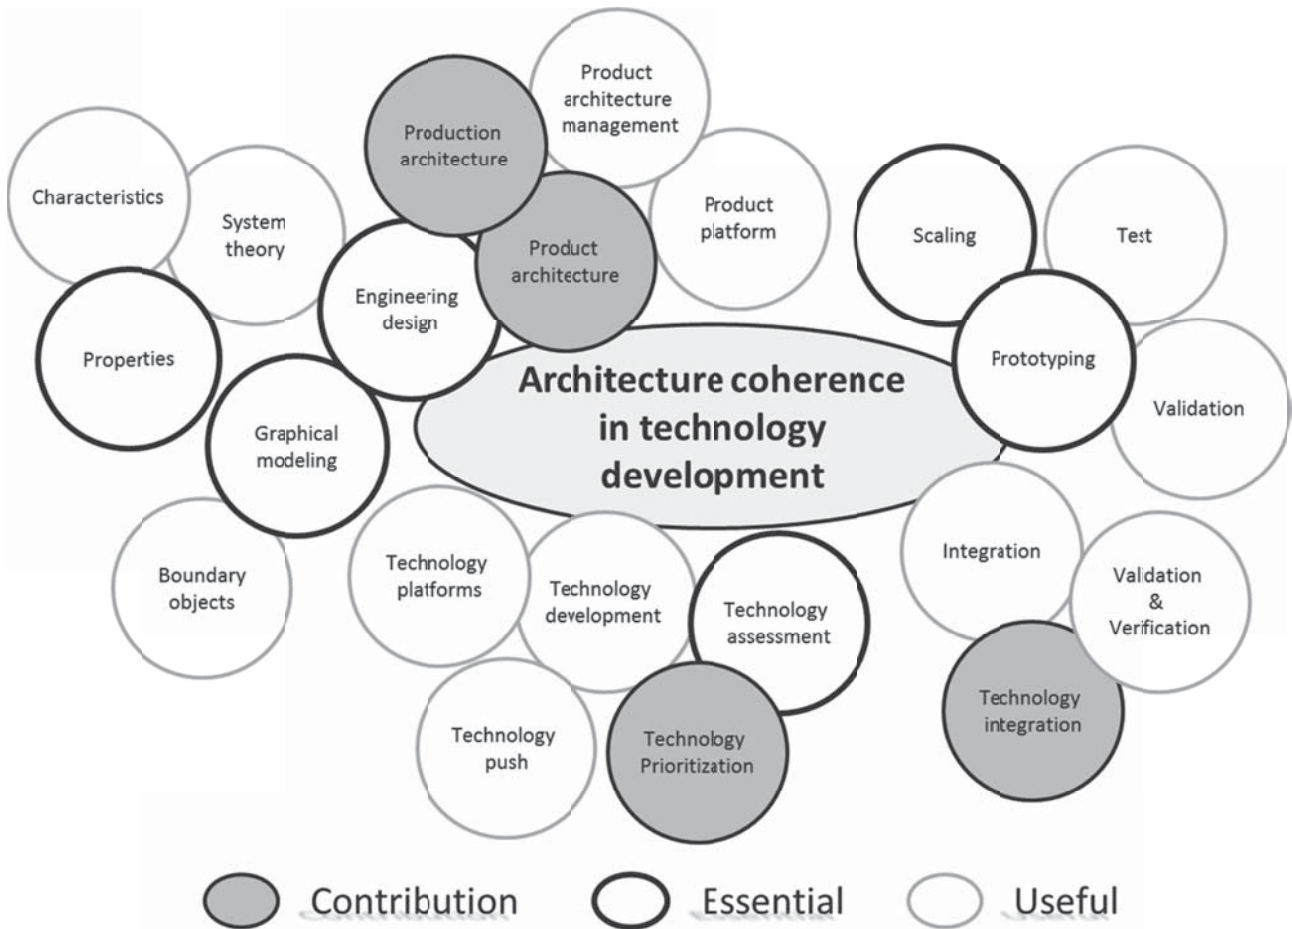 Product
architecture
management
Production
architecture
Characteristics
System
theory
Product
platform
Scaling
Test
Product
architecture
Engineering
design
Properties
Prototyping
Architecture coherence
in technology
development
Validation
Graphical
modeling
Boundary
objects
Technology
platforms
Technology
development
Technology
assessment
Integration
Validation
&
Verification
Technology
push
Technology
Prioritization
Technology
integration
Contribution
Essential
Useful